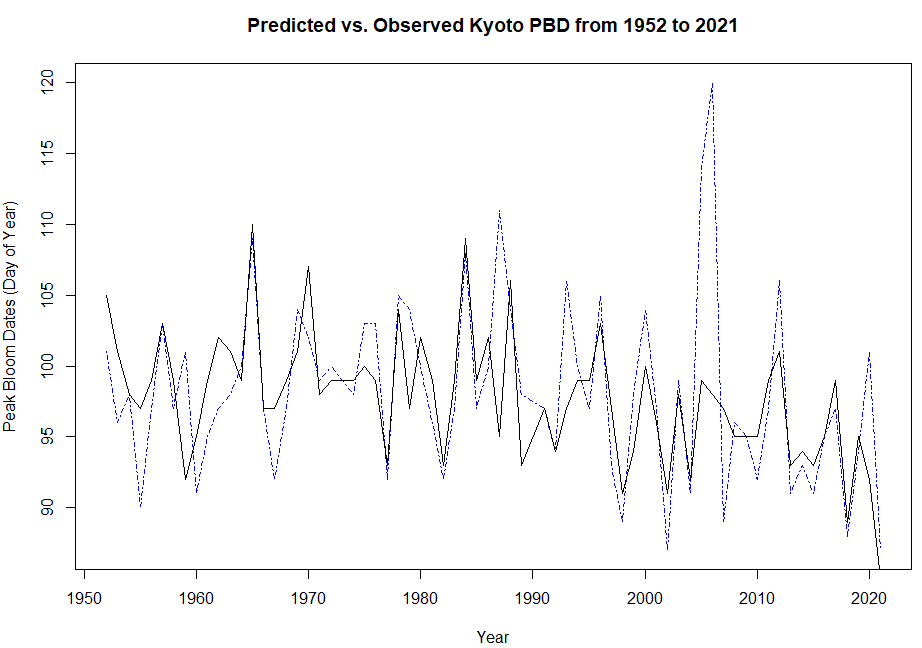 Predicted vs. Observed Kyoto PBD from 1952 to 2021
Peak Bloom Dates (Day of Year)
120
115
110
105
100
95
90
1950 1960 1970 1980 1990 2000 2010 2020
Year